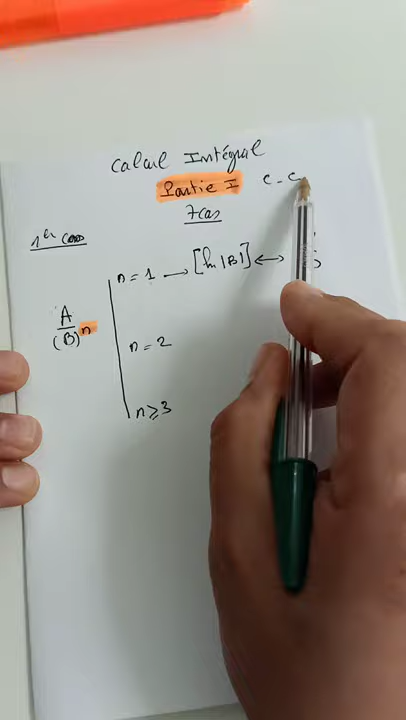 Calcul Intégral
Partie I c - c
7cas
1er cas
n = 1 → [ln |B|] ↔
A
(B)n
n = 2
n ≥ 3